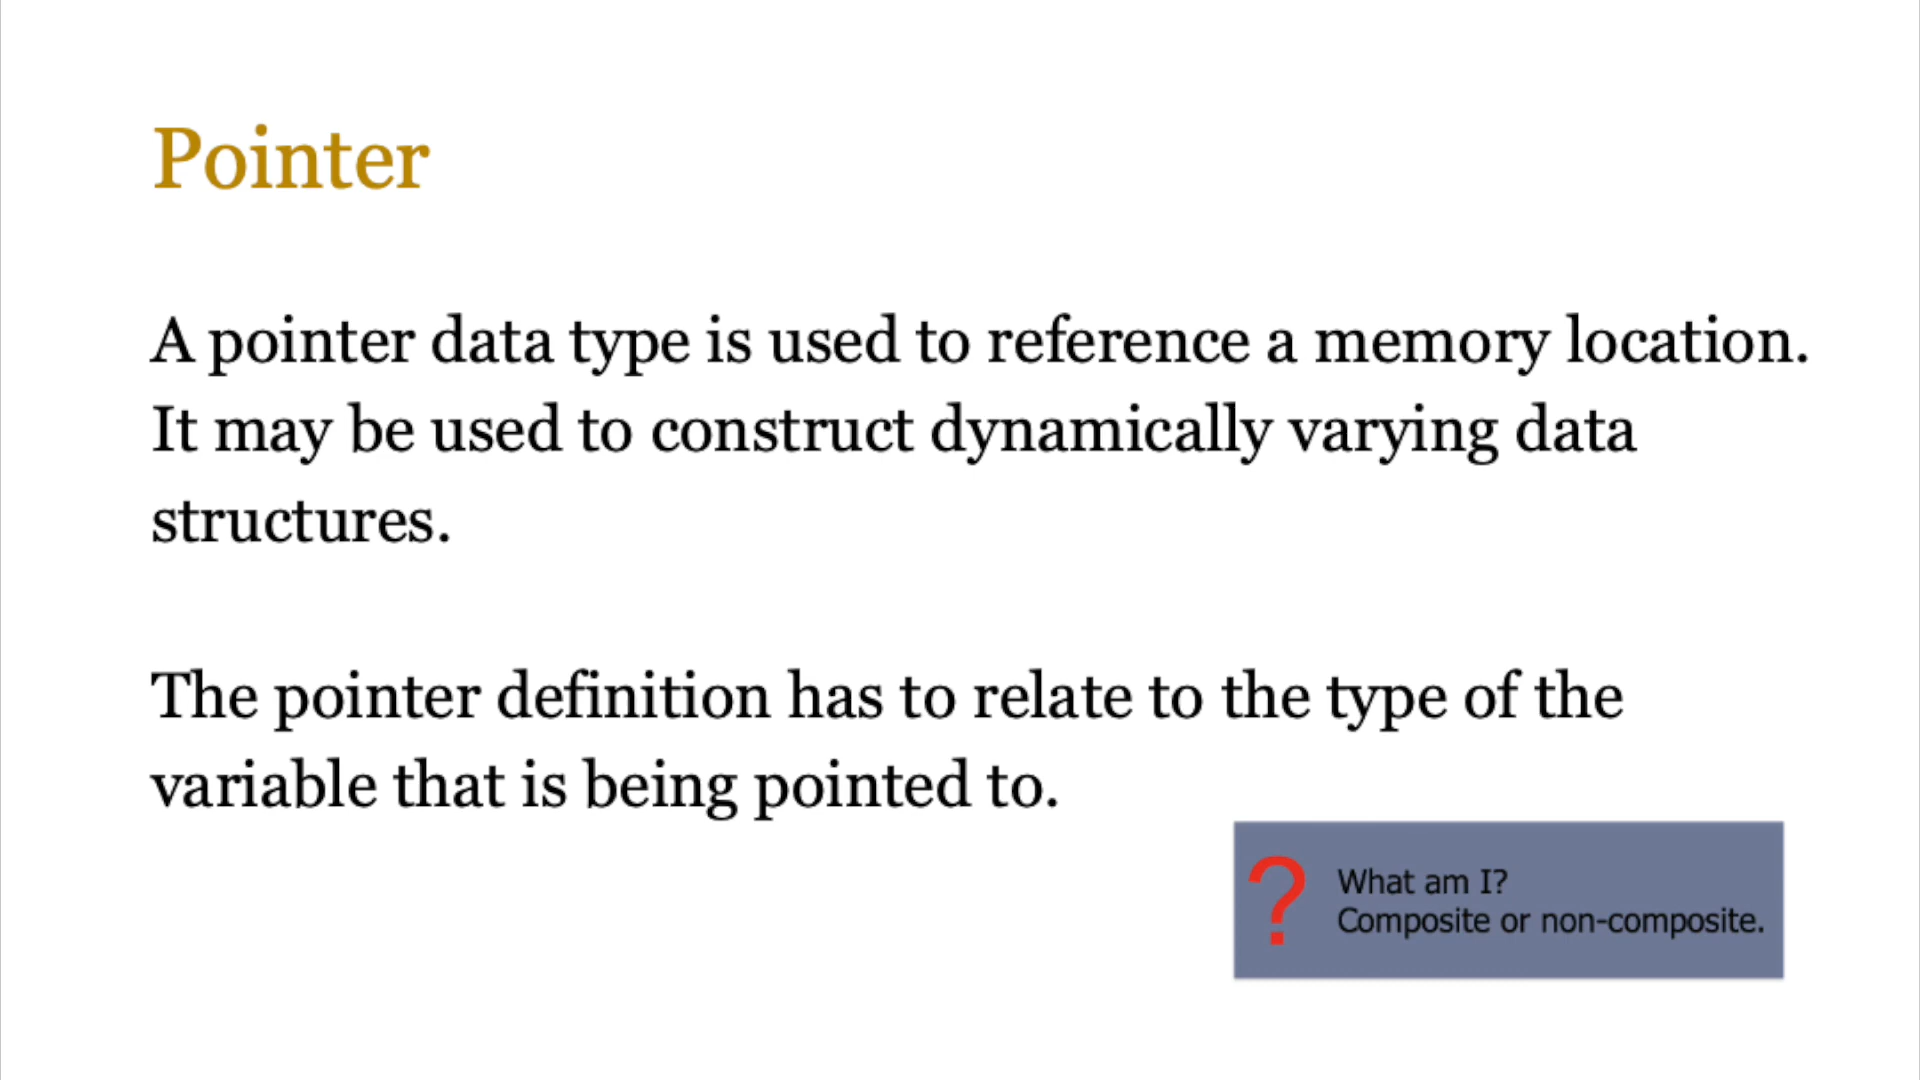 Pointer
A pointer data type is used to reference a memory location.
It may be used to construct dynamically varying data
structures.
The pointer definition has to relate to the type of the
variable that is being pointed to.
?
What am I?
Composite or non-composite.